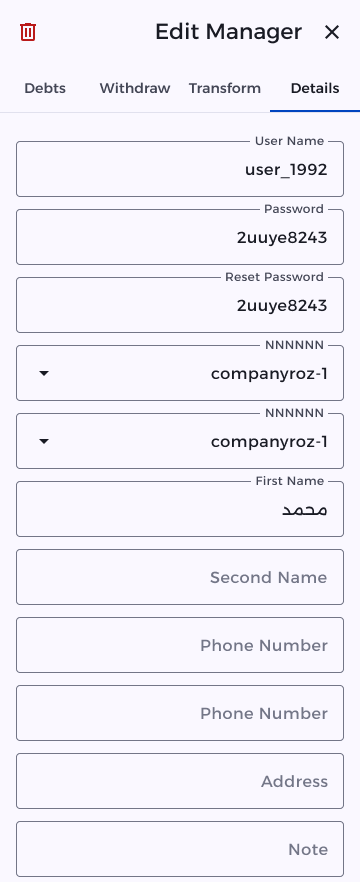 Edit Manager
Debts
Withdraw
Transform
Details
User Name
user_1992
Password
2uuye8243
Reset Password
2uuye8243
NNNNNN
companyroz-1
NNNNNN
companyroz-1
First Name
محمد
Second Name
Phone Number
Phone Number
Address
Note